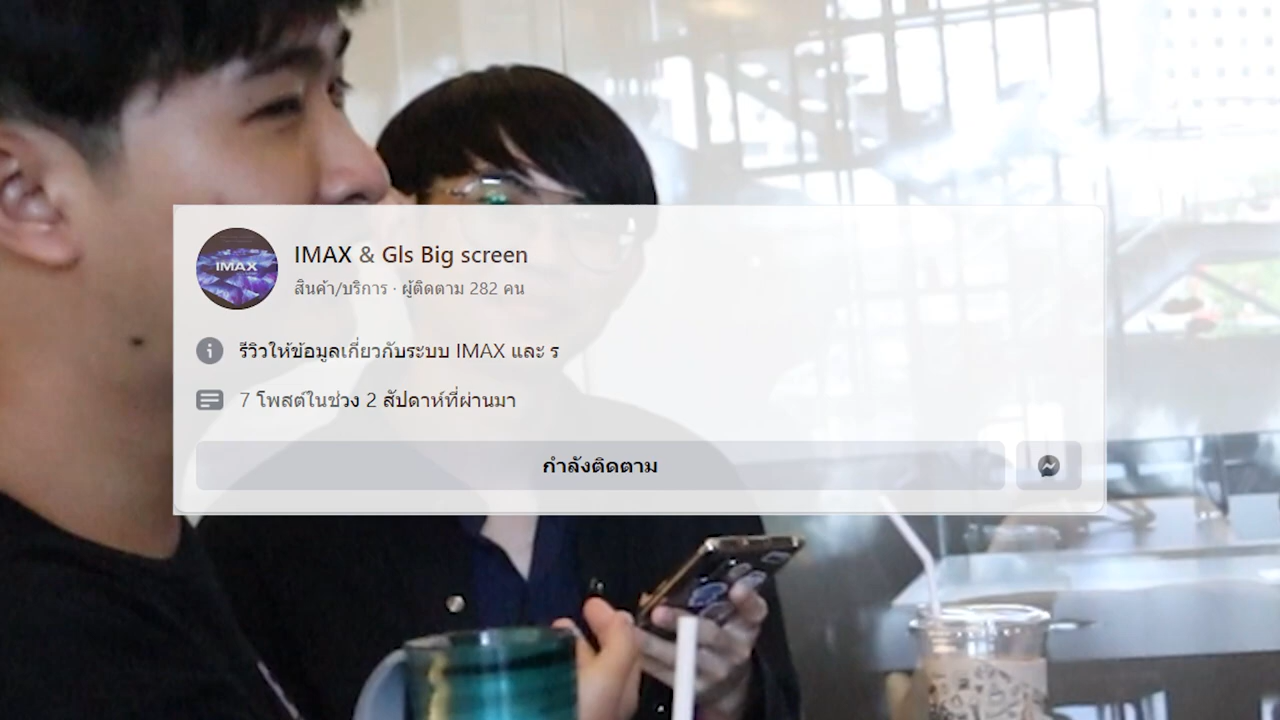 IMAX
IMAX & Gls Big screen
สินค้า/บริการ · ผู้ติดตาม 282 คน
รีวิวให้ข้อมูลเกี่ยวกับระบบ IMAX และ ร
7 โพสต์ในช่วง 2 สัปดาห์ที่ผ่านมา
กำลังติดตาม